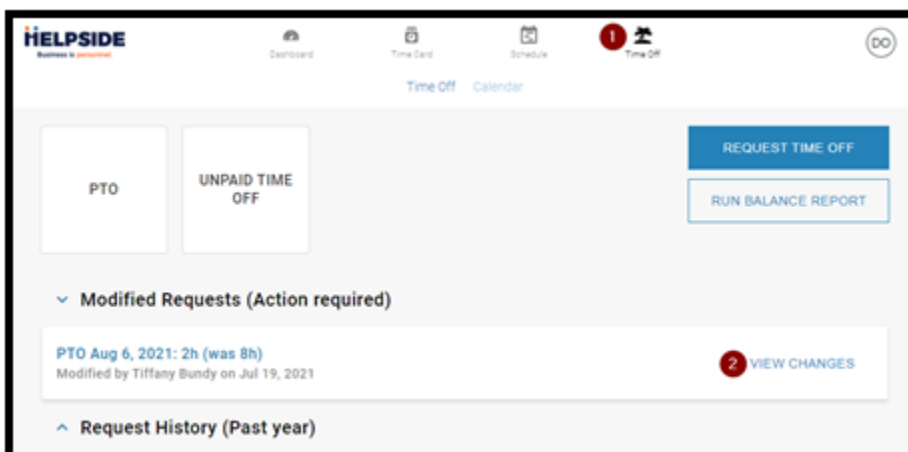 HELPSIDE
Business is personnel.
Dashboard
Time Card
Schedule
1
Time Off
DO
Time Off Calendar
PTO
UNPAID TIME
OFF
REQUEST TIME OFF
RUN BALANCE REPORT
Modified Requests (Action required)
PTO Aug 6, 2021: 2h (was 8h)
Modified by Tiffany Bundy on Jul 19, 2021
2 VIEW CHANGES
Request History (Past year)